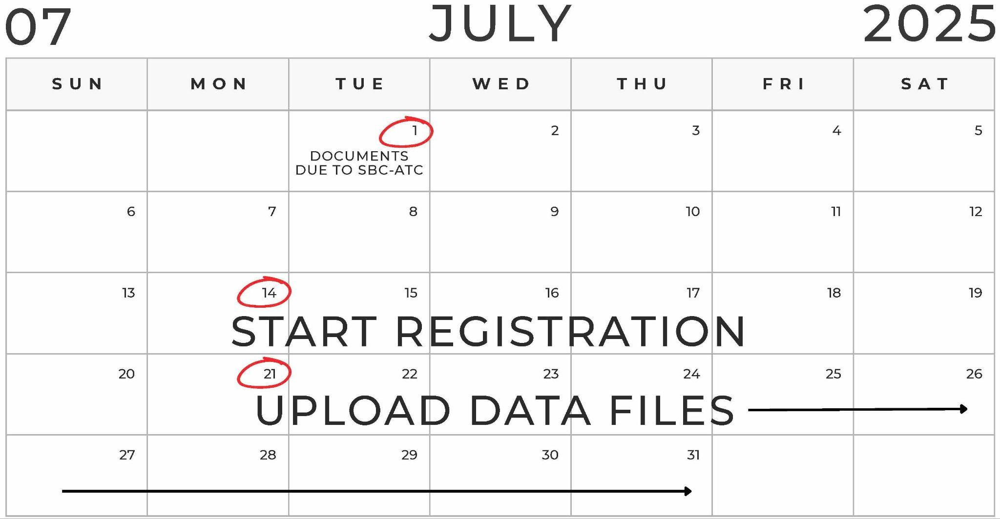 07 JULY 2025
SUN MON TUE WED THU FRI SAT
1 2 3 4 5
DOCUMENTS
DUE TO SBC-ATC
6 7 8 9 10 11 12
13 14 15 16 17 18 19
START REGISTRATION
20 21 22 23 24 25 26
UPLOAD DATA FILES
27 28 29 30 31